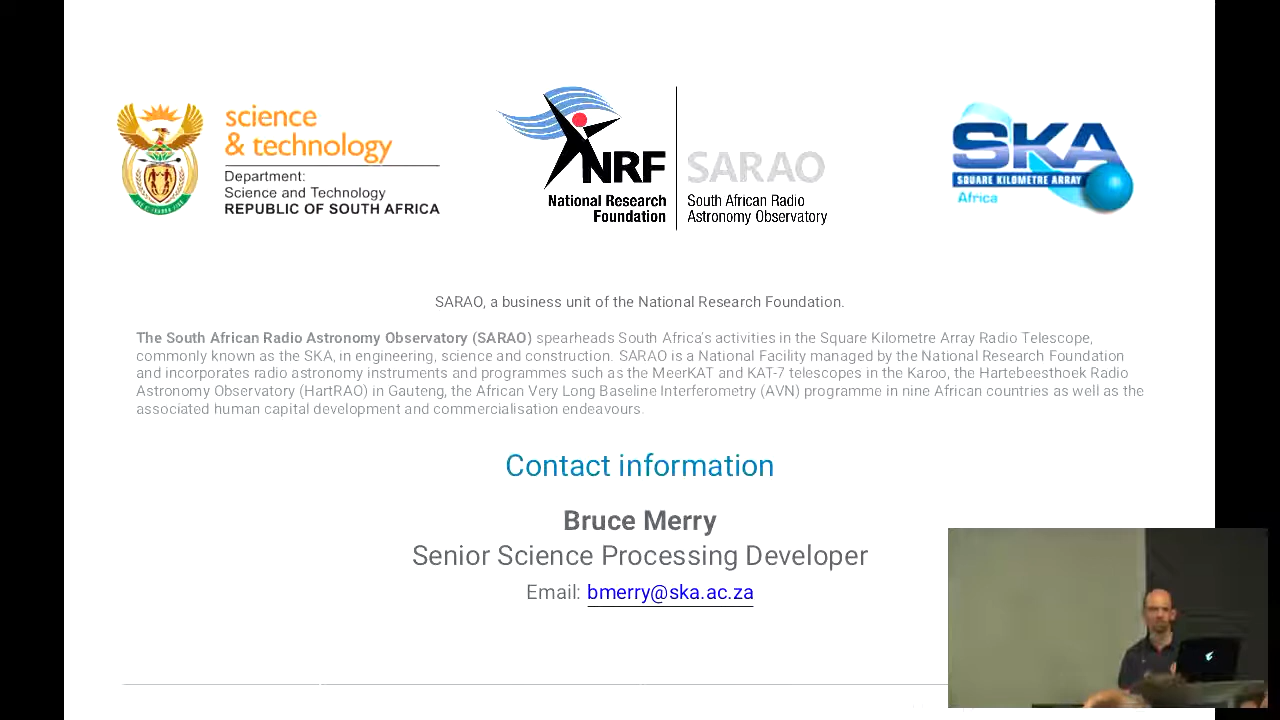 science
& technology
Department:
Science and Technology
REPUBLIC OF SOUTH AFRICA
NRF
National Research
Foundation
SARAO
South African Radio
Astronomy Observatory
SKA
SQUARE KILOMETRE ARRAY
Africa
SARAO, a business unit of the National Research Foundation.
The South African Radio Astronomy Observatory (SARAO) spearheads South Africa's activities in the Square Kilometre Array Radio Telescope,
commonly known as the SKA, in engineering, science and construction. SARAO is a National Facility managed by the National Research Foundation
and incorporates radio astronomy instruments and programmes such as the MeerKAT and KAT-7 telescopes in the Karoo, the Hartebeesthoek Radio
Astronomy Observatory (HartRAO) in Gauteng, the African Very Long Baseline Interferometry (AVN) programme in nine African countries as well as the
associated human capital development and commercialisation endeavours.
Contact information
Bruce Merry
Senior Science Processing Developer
Email: bmerry@ska.ac.za